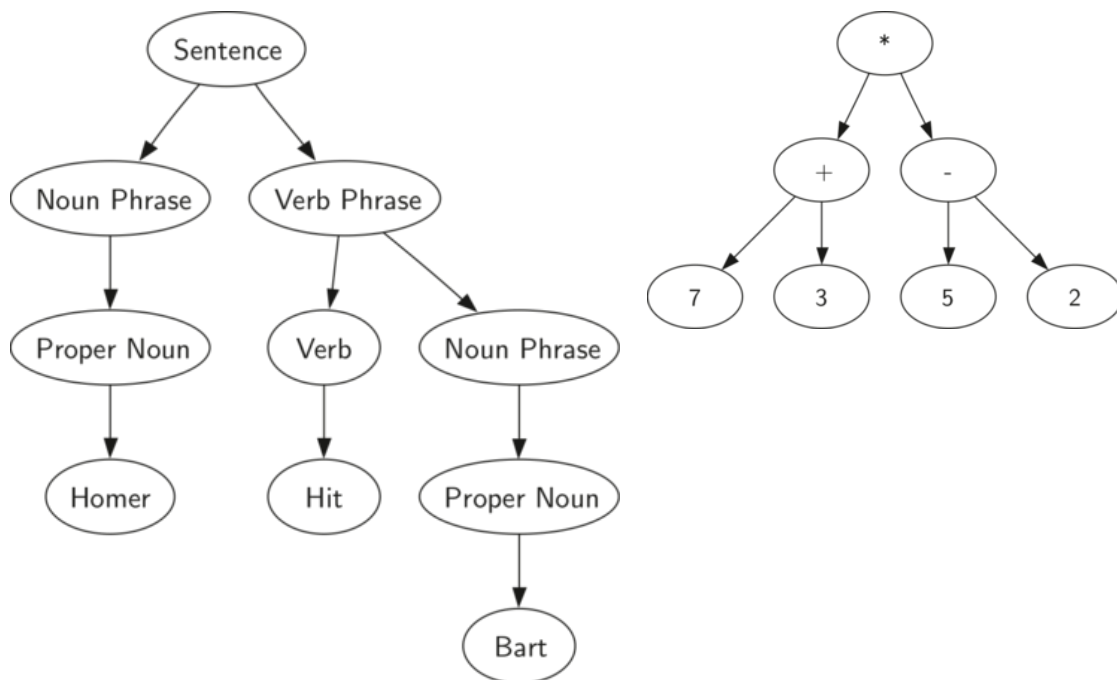 Sentence
Noun Phrase
Verb Phrase
Proper Noun
Verb
Noun Phrase
Homer
Hit
Proper Noun
Bart
*
+
-
7
3
5
2